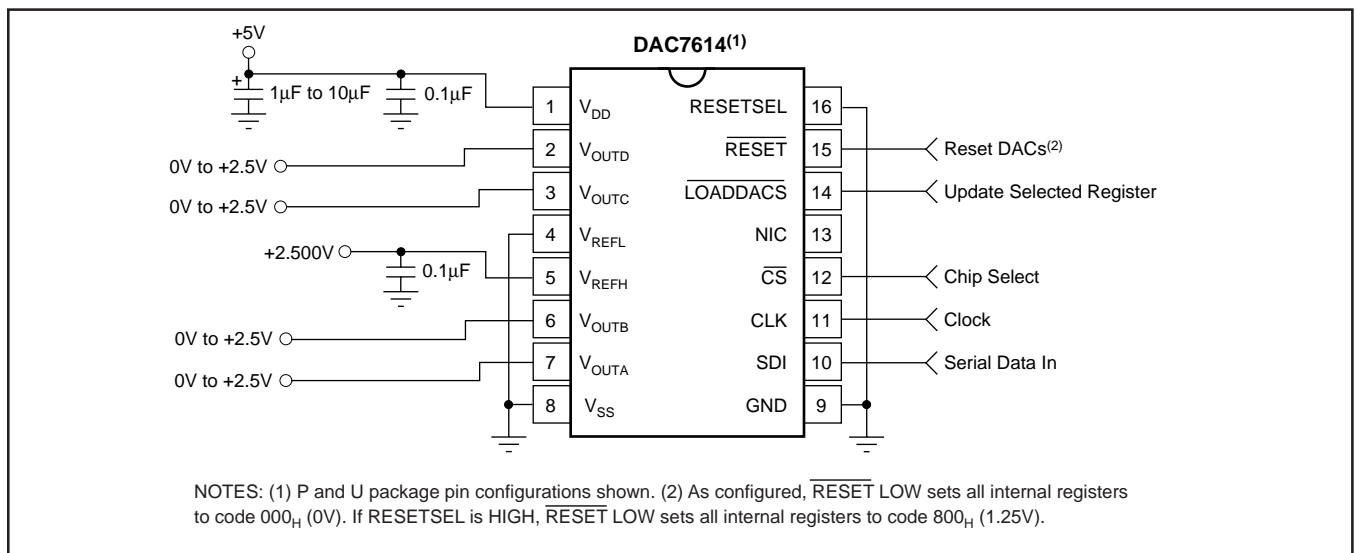 +5V
DAC7614(1)
+
1µF to 10µF
0.1µF
1 VDD RESETSEL 16
0V to +2.5V 2 VOUTD RESET 15 Reset DACs(2)
0V to +2.5V 3 VOUTC LOADDACS 14 Update Selected Register
4 VREFL NIC 13
+2.500V 0.1µF 5 VREFH CS 12 Chip Select
0V to +2.5V 6 VOUTB CLK 11 Clock
0V to +2.5V 7 VOUTA SDI 10 Serial Data In
8 VSS GND 9
NOTES: (1) P and U package pin configurations shown. (2) As configured, RESET LOW sets all internal registers
to code 000H (0V). If RESETSEL is HIGH, RESET LOW sets all internal registers to code 800H (1.25V).